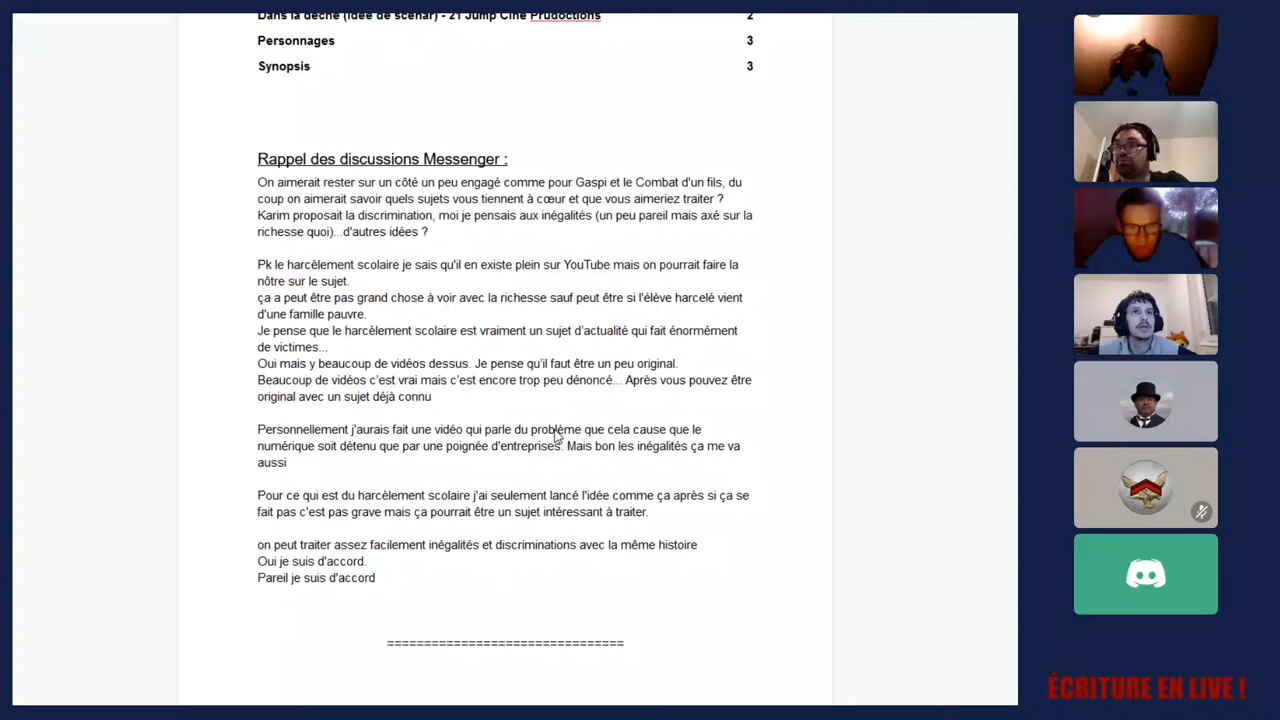 Dans la dèche (idée de scénar) - 21 Jump Ciné Prudoctions 2
Personnages 3
Synopsis 3
Rappel des discussions Messenger :
On aimerait rester sur un côté un peu engagé comme pour Gaspi et le Combat d'un fils, du
coup on aimerait savoir quels sujets vous tiennent à cœur et que vous aimeriez traiter ?
Karim proposait la discrimination, moi je pensais aux inégalités (un peu pareil mais axé sur la
richesse quoi)...d'autres idées ?
Pk le harcèlement scolaire je sais qu'il en existe plein sur YouTube mais on pourrait faire la
nôtre sur le sujet.
ça a peut être pas grand chose à voir avec la richesse sauf peut être si l'élève harcelé vient
d'une famille pauvre.
Je pense que le harcèlement scolaire est vraiment un sujet d'actualité qui fait énormément
de victimes...
Oui mais y beaucoup de vidéos dessus. Je pense qu'il faut être un peu original.
Beaucoup de vidéos c'est vrai mais c'est encore trop peu dénoncé... Après vous pouvez être
original avec un sujet déjà connu
Personnellement j'aurais fait une vidéo qui parle du problème que cela cause que le
numérique soit détenu que par une poignée d'entreprises. Mais bon les inégalités ça me va
aussi
Pour ce qui est du harcèlement scolaire j'ai seulement lancé l'idée comme ça après si ça se
fait pas c'est pas grave mais ça pourrait être un sujet intéressant à traiter.
on peut traiter assez facilement inégalités et discriminations avec la même histoire
Oui je suis d'accord.
Pareil je suis d'accord
================================
ÉCRITURE EN LIVE !